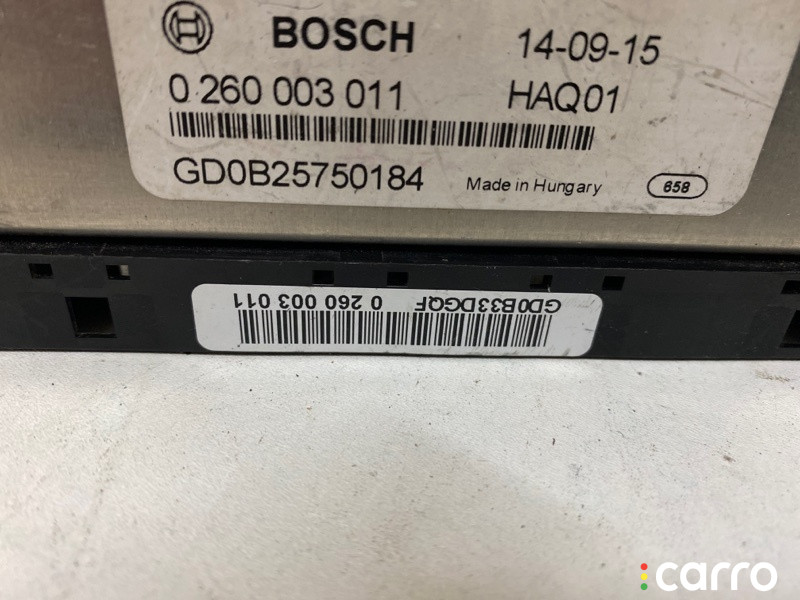 BOSCH 14-09-15
0 260 003 011 HAQ01
GD0B25750184 Made in Hungary 658
GD0B33DGQF 0 260 003 011
carro